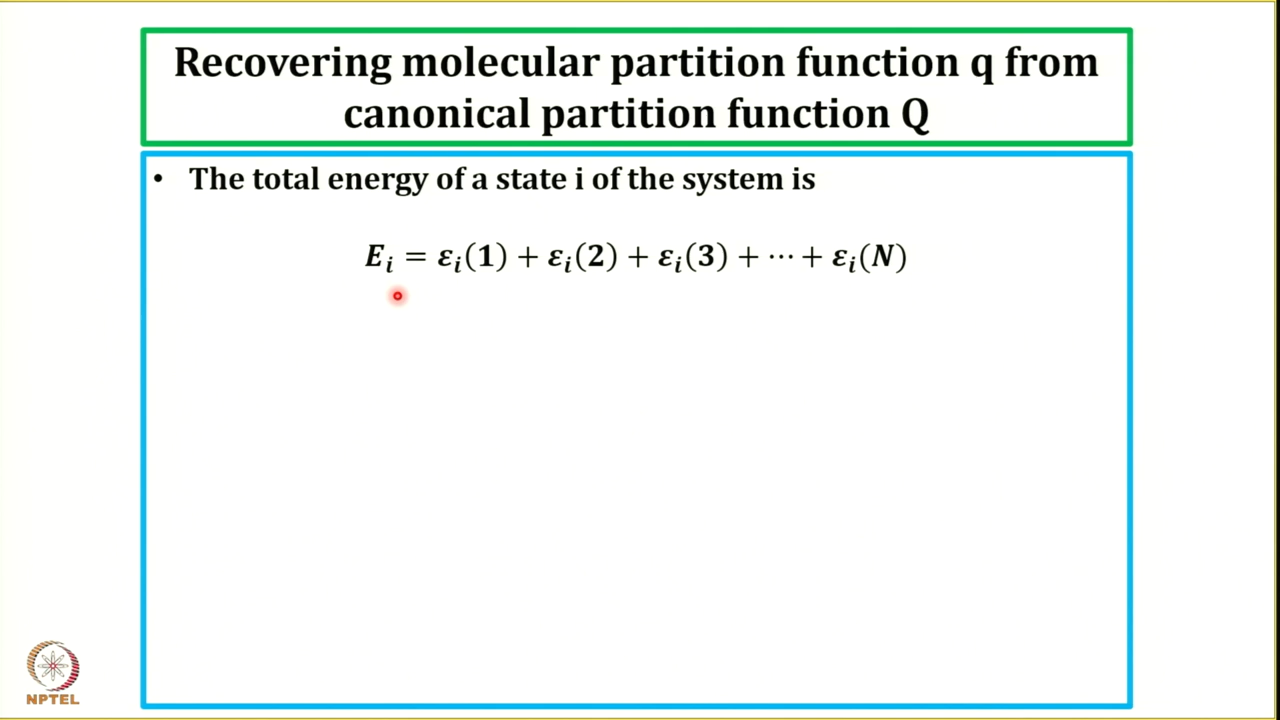 Recovering molecular partition function q from
canonical partition function Q
• The total energy of a state i of the system is
𝑬ᵢ = 𝜺ᵢ(𝟏) + 𝜺ᵢ(𝟐) + 𝜺ᵢ(𝟑) + ⋯ + 𝜺ᵢ(𝑵)
NPTEL